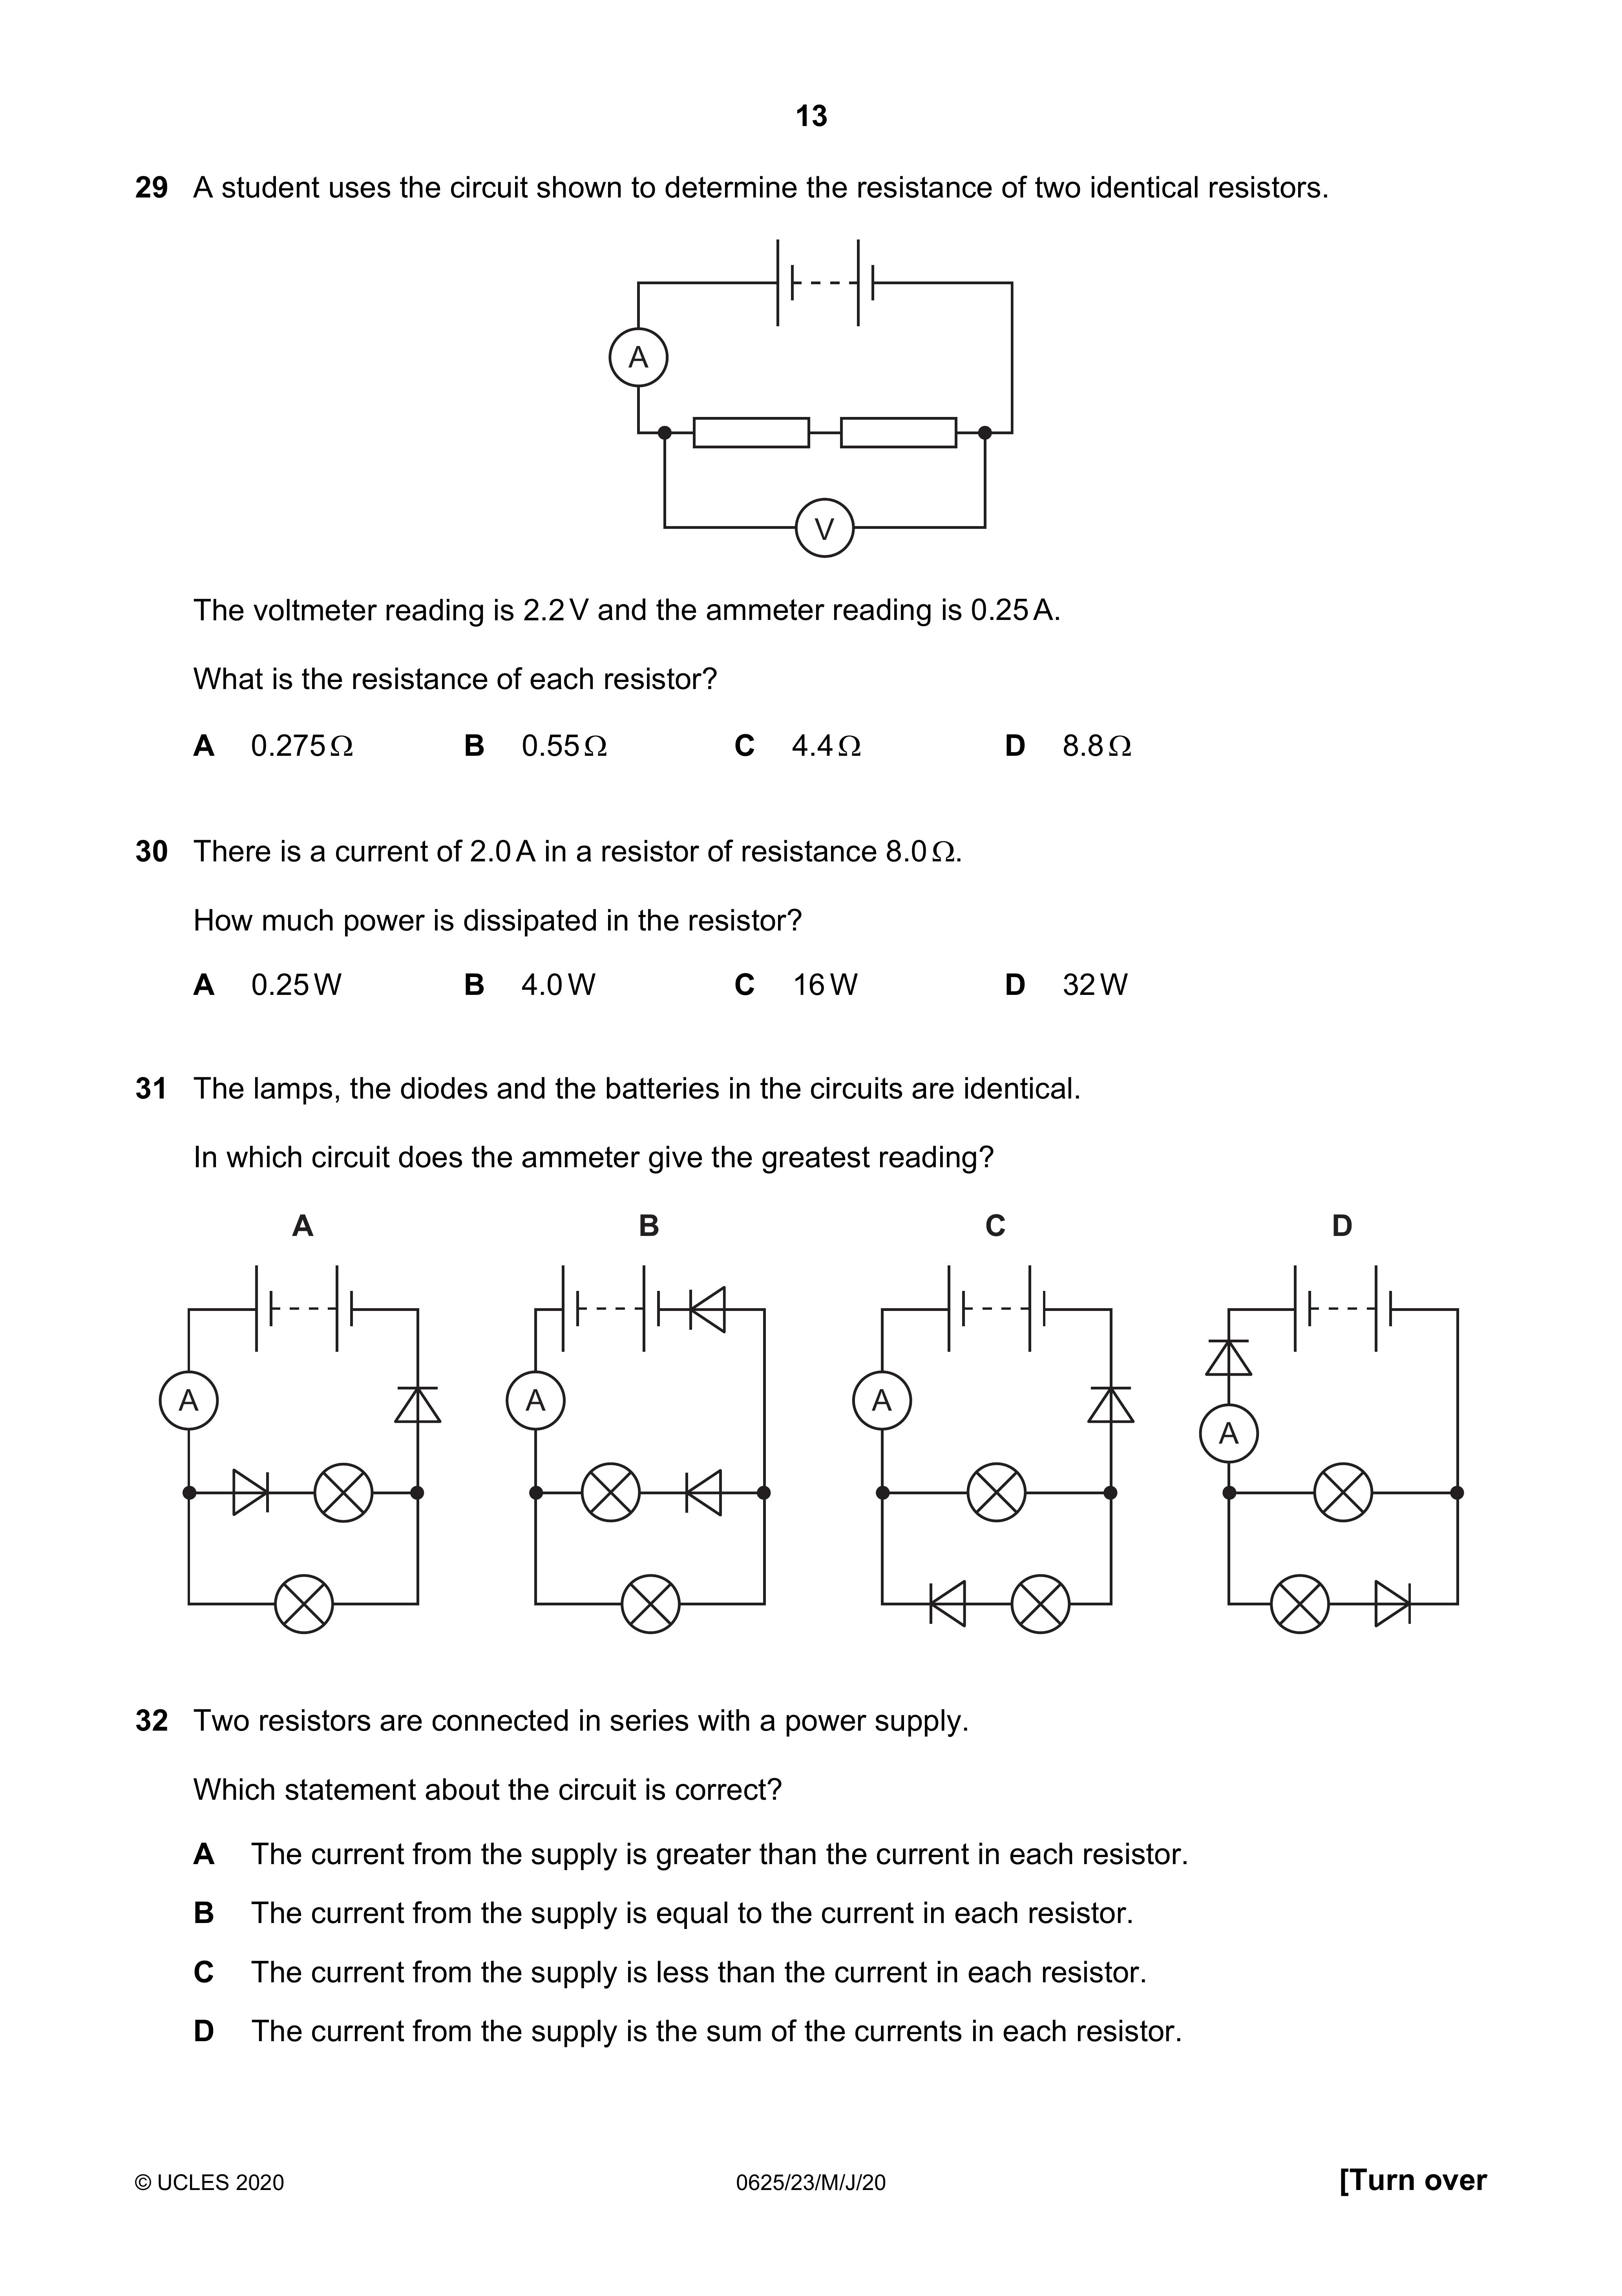 13
29 A student uses the circuit shown to determine the resistance of two identical resistors.
A
V
The voltmeter reading is 2.2 V and the ammeter reading is 0.25 A.
What is the resistance of each resistor?
A 0.275 Ω B 0.55 Ω C 4.4 Ω D 8.8 Ω
30 There is a current of 2.0 A in a resistor of resistance 8.0 Ω.
How much power is dissipated in the resistor?
A 0.25 W B 4.0 W C 16 W D 32 W
31 The lamps, the diodes and the batteries in the circuits are identical.
In which circuit does the ammeter give the greatest reading?
A B C D
A A A A
32 Two resistors are connected in series with a power supply.
Which statement about the circuit is correct?
A The current from the supply is greater than the current in each resistor.
B The current from the supply is equal to the current in each resistor.
C The current from the supply is less than the current in each resistor.
D The current from the supply is the sum of the currents in each resistor.
© UCLES 2020 0625/23/M/J/20 [Turn over